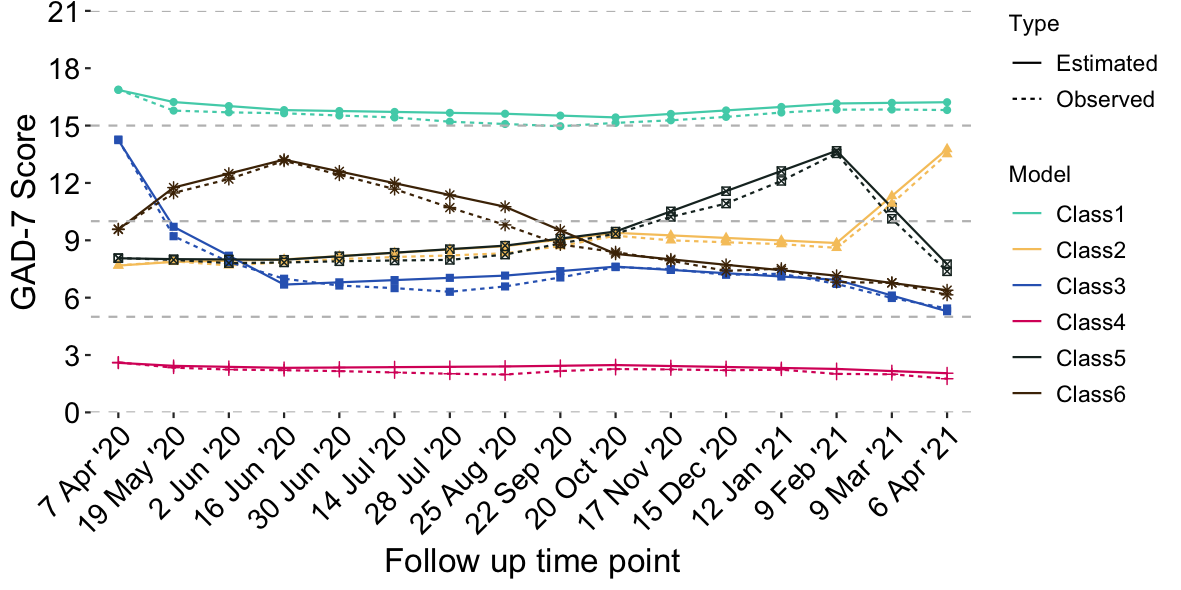 GAD-7 Score
21
18
15
12
9
6
3
0
7 Apr '20
19 May '20
2 Jun '20
16 Jun '20
30 Jun '20
14 Jul '20
28 Jul '20
25 Aug '20
22 Sep '20
20 Oct '20
17 Nov '20
15 Dec '20
12 Jan '21
9 Feb '21
9 Mar '21
6 Apr '21
Follow up time point
Type
Estimated
Observed
Model
Class1
Class2
Class3
Class4
Class5
Class6